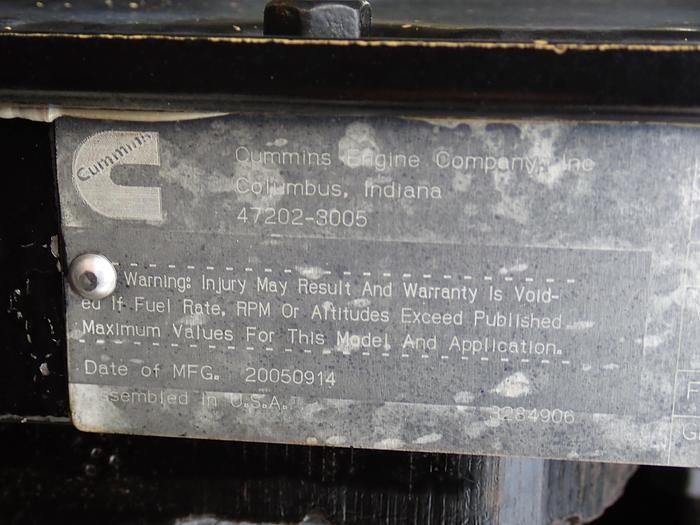 Cummins
Cummins Engine Company, Inc
Columbus, Indiana
47202-3005
Warning: Injury May Result And Warranty Is Void-
ed If Fuel Rate, RPM Or Altitudes Exceed Published
Maximum Values For This Model And Application.
Date of MFG. 20050914
Assembled in U.S.A.
3284906
F
G